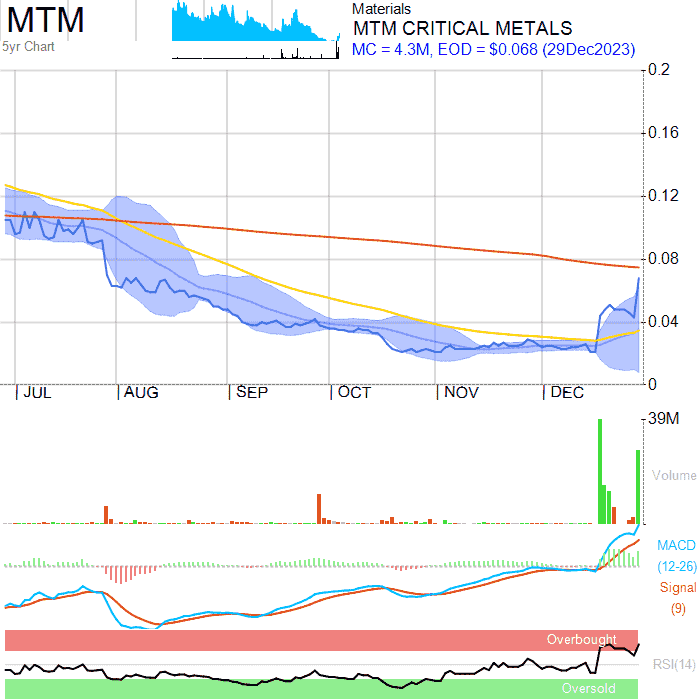 MTM
5yr Chart
Materials
MTM CRITICAL METALS
MC = 4.3M, EOD = $0.068 (29Dec2023)
0.2
0.16
0.12
0.08
0.04
0
JUL AUG SEP OCT NOV DEC
39M
Volume
MACD
(12-26)
Signal
(9)
Overbought
RSI(14)
Oversold